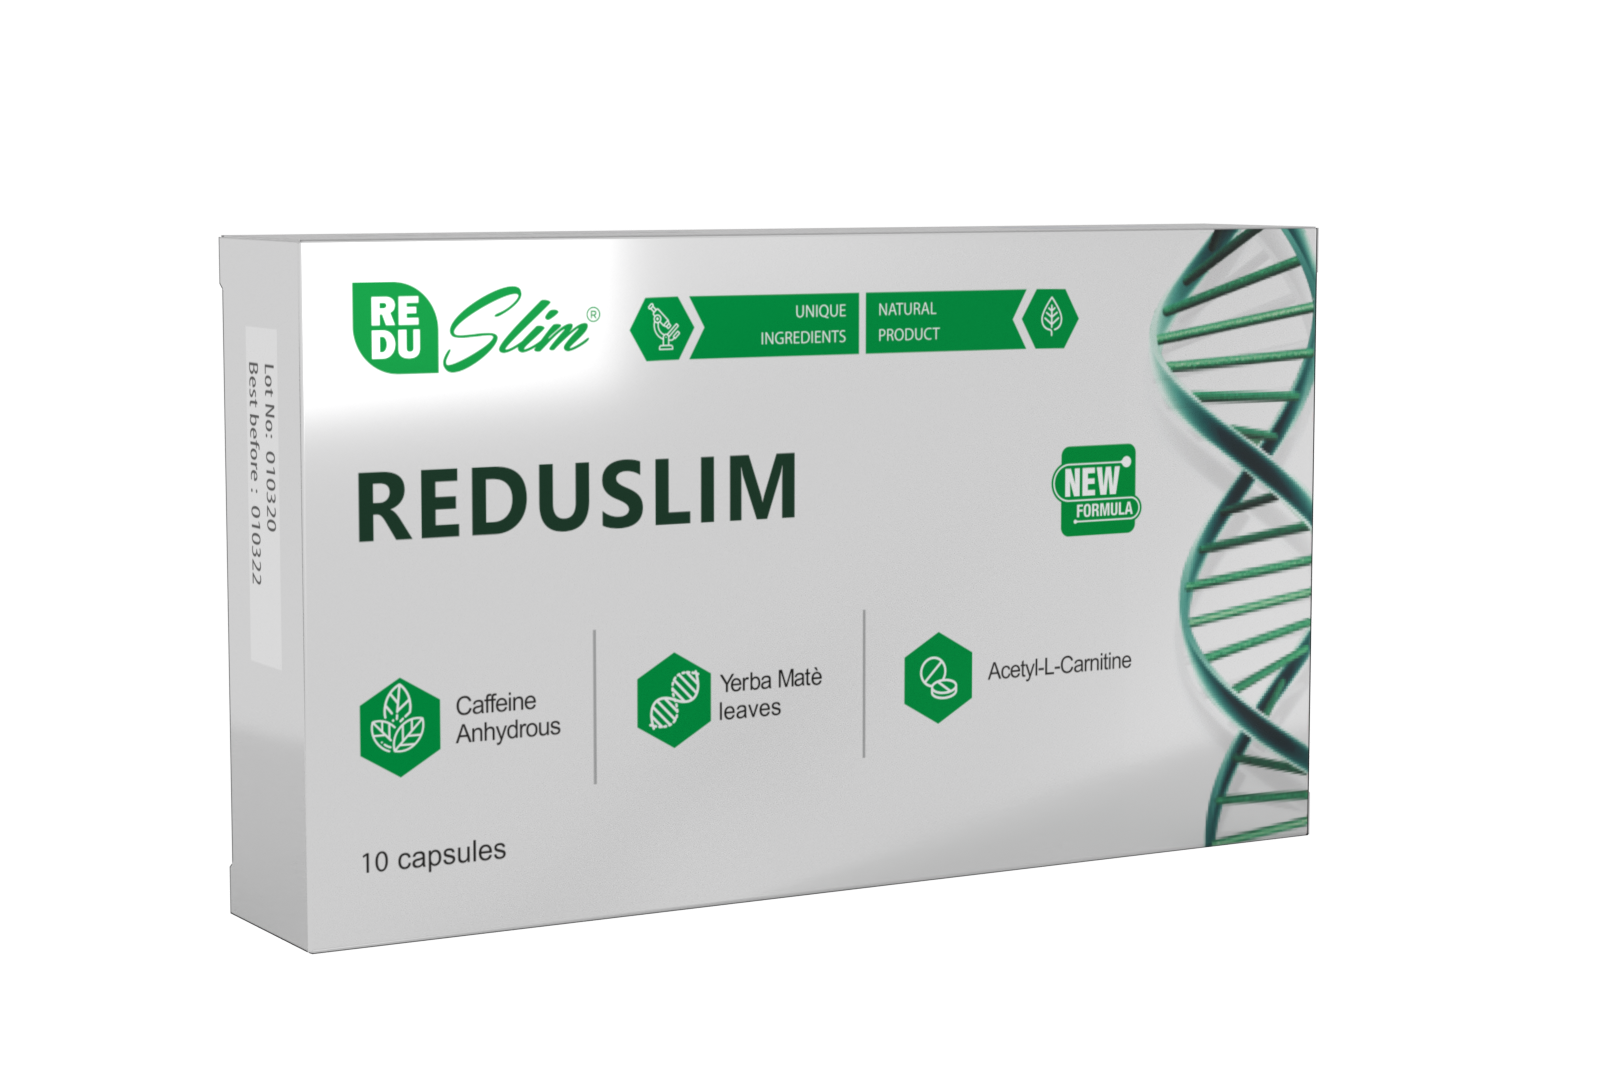 RE
DU
Slim®
UNIQUE
INGREDIENTS
NATURAL
PRODUCT
REDUSLIM
NEW
FORMULA
Caffeine
Anhydrous
Yerba Matè
leaves
Acetyl-L-Carnitine
10 capsules
Lot No: 010320
Best before : 010322